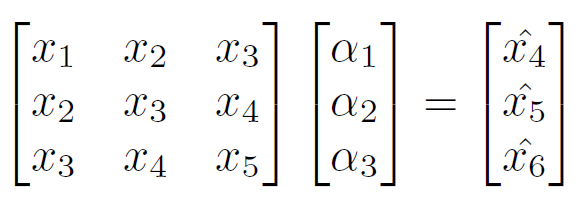 x1 x2 x3 α1 x̂4
x2 x3 x4 α2 = x̂5
x3 x4 x5 α3 x̂6